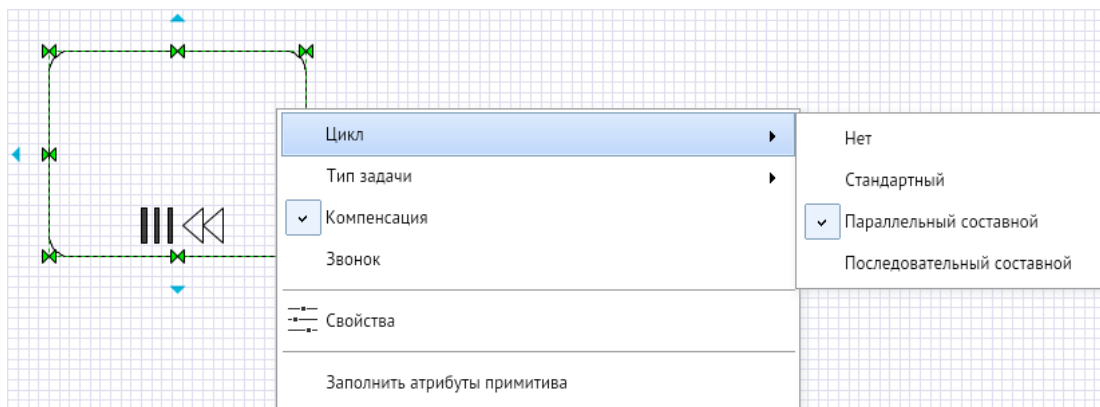 Цикл
Тип задачи
Компенсация
Звонок
Свойства
Заполнить атрибуты примитива
Нет
Стандартный
Параллельный составной
Последовательный составной